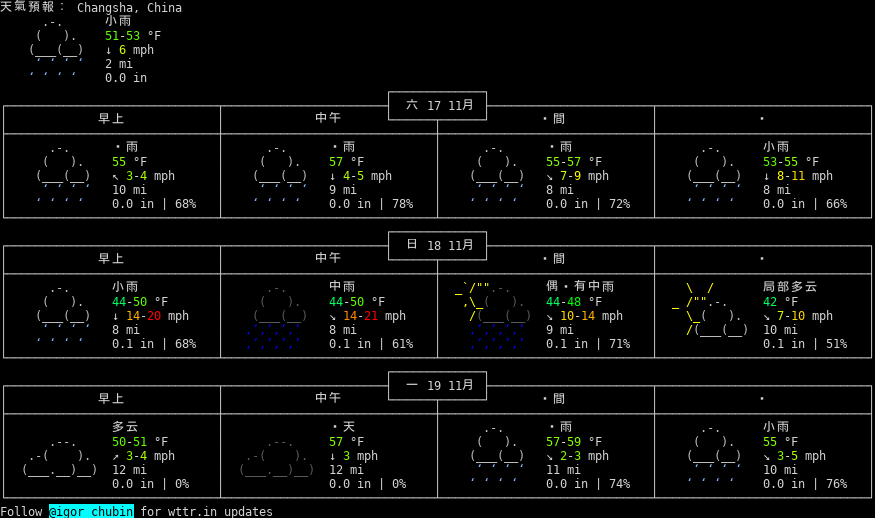 天氣預報： Changsha, China
小雨
51-53 °F
↓ 6 mph
2 mi
0.0 in
六 17 11月
早上 中午 ・間 ・
・雨 ・雨 ・雨 小雨
55 °F 57 °F 55-57 °F 53-55 °F
↖ 3-4 mph ↓ 4-5 mph ↘ 7-9 mph ↓ 8-11 mph
10 mi 9 mi 8 mi 8 mi
0.0 in | 68% 0.0 in | 78% 0.0 in | 72% 0.0 in | 66%
日 18 11月
早上 中午 ・間 ・
小雨 中雨 偶・有中雨 局部多云
44-50 °F 44-50 °F 44-48 °F 42 °F
↓ 14-20 mph ↘ 14-21 mph ↘ 10-14 mph ↘ 7-10 mph
8 mi 8 mi 9 mi 10 mi
0.1 in | 68% 0.1 in | 61% 0.1 in | 71% 0.1 in | 51%
一 19 11月
早上 中午 ・間 ・
多云 ・天 ・雨 小雨
50-51 °F 57 °F 57-59 °F 55 °F
↗ 3-4 mph ↓ 3 mph ↘ 2-3 mph ↘ 3-5 mph
12 mi 12 mi 11 mi 10 mi
0.0 in | 0% 0.0 in | 0% 0.0 in | 74% 0.0 in | 76%
Follow @igor_chubin for wttr.in updates